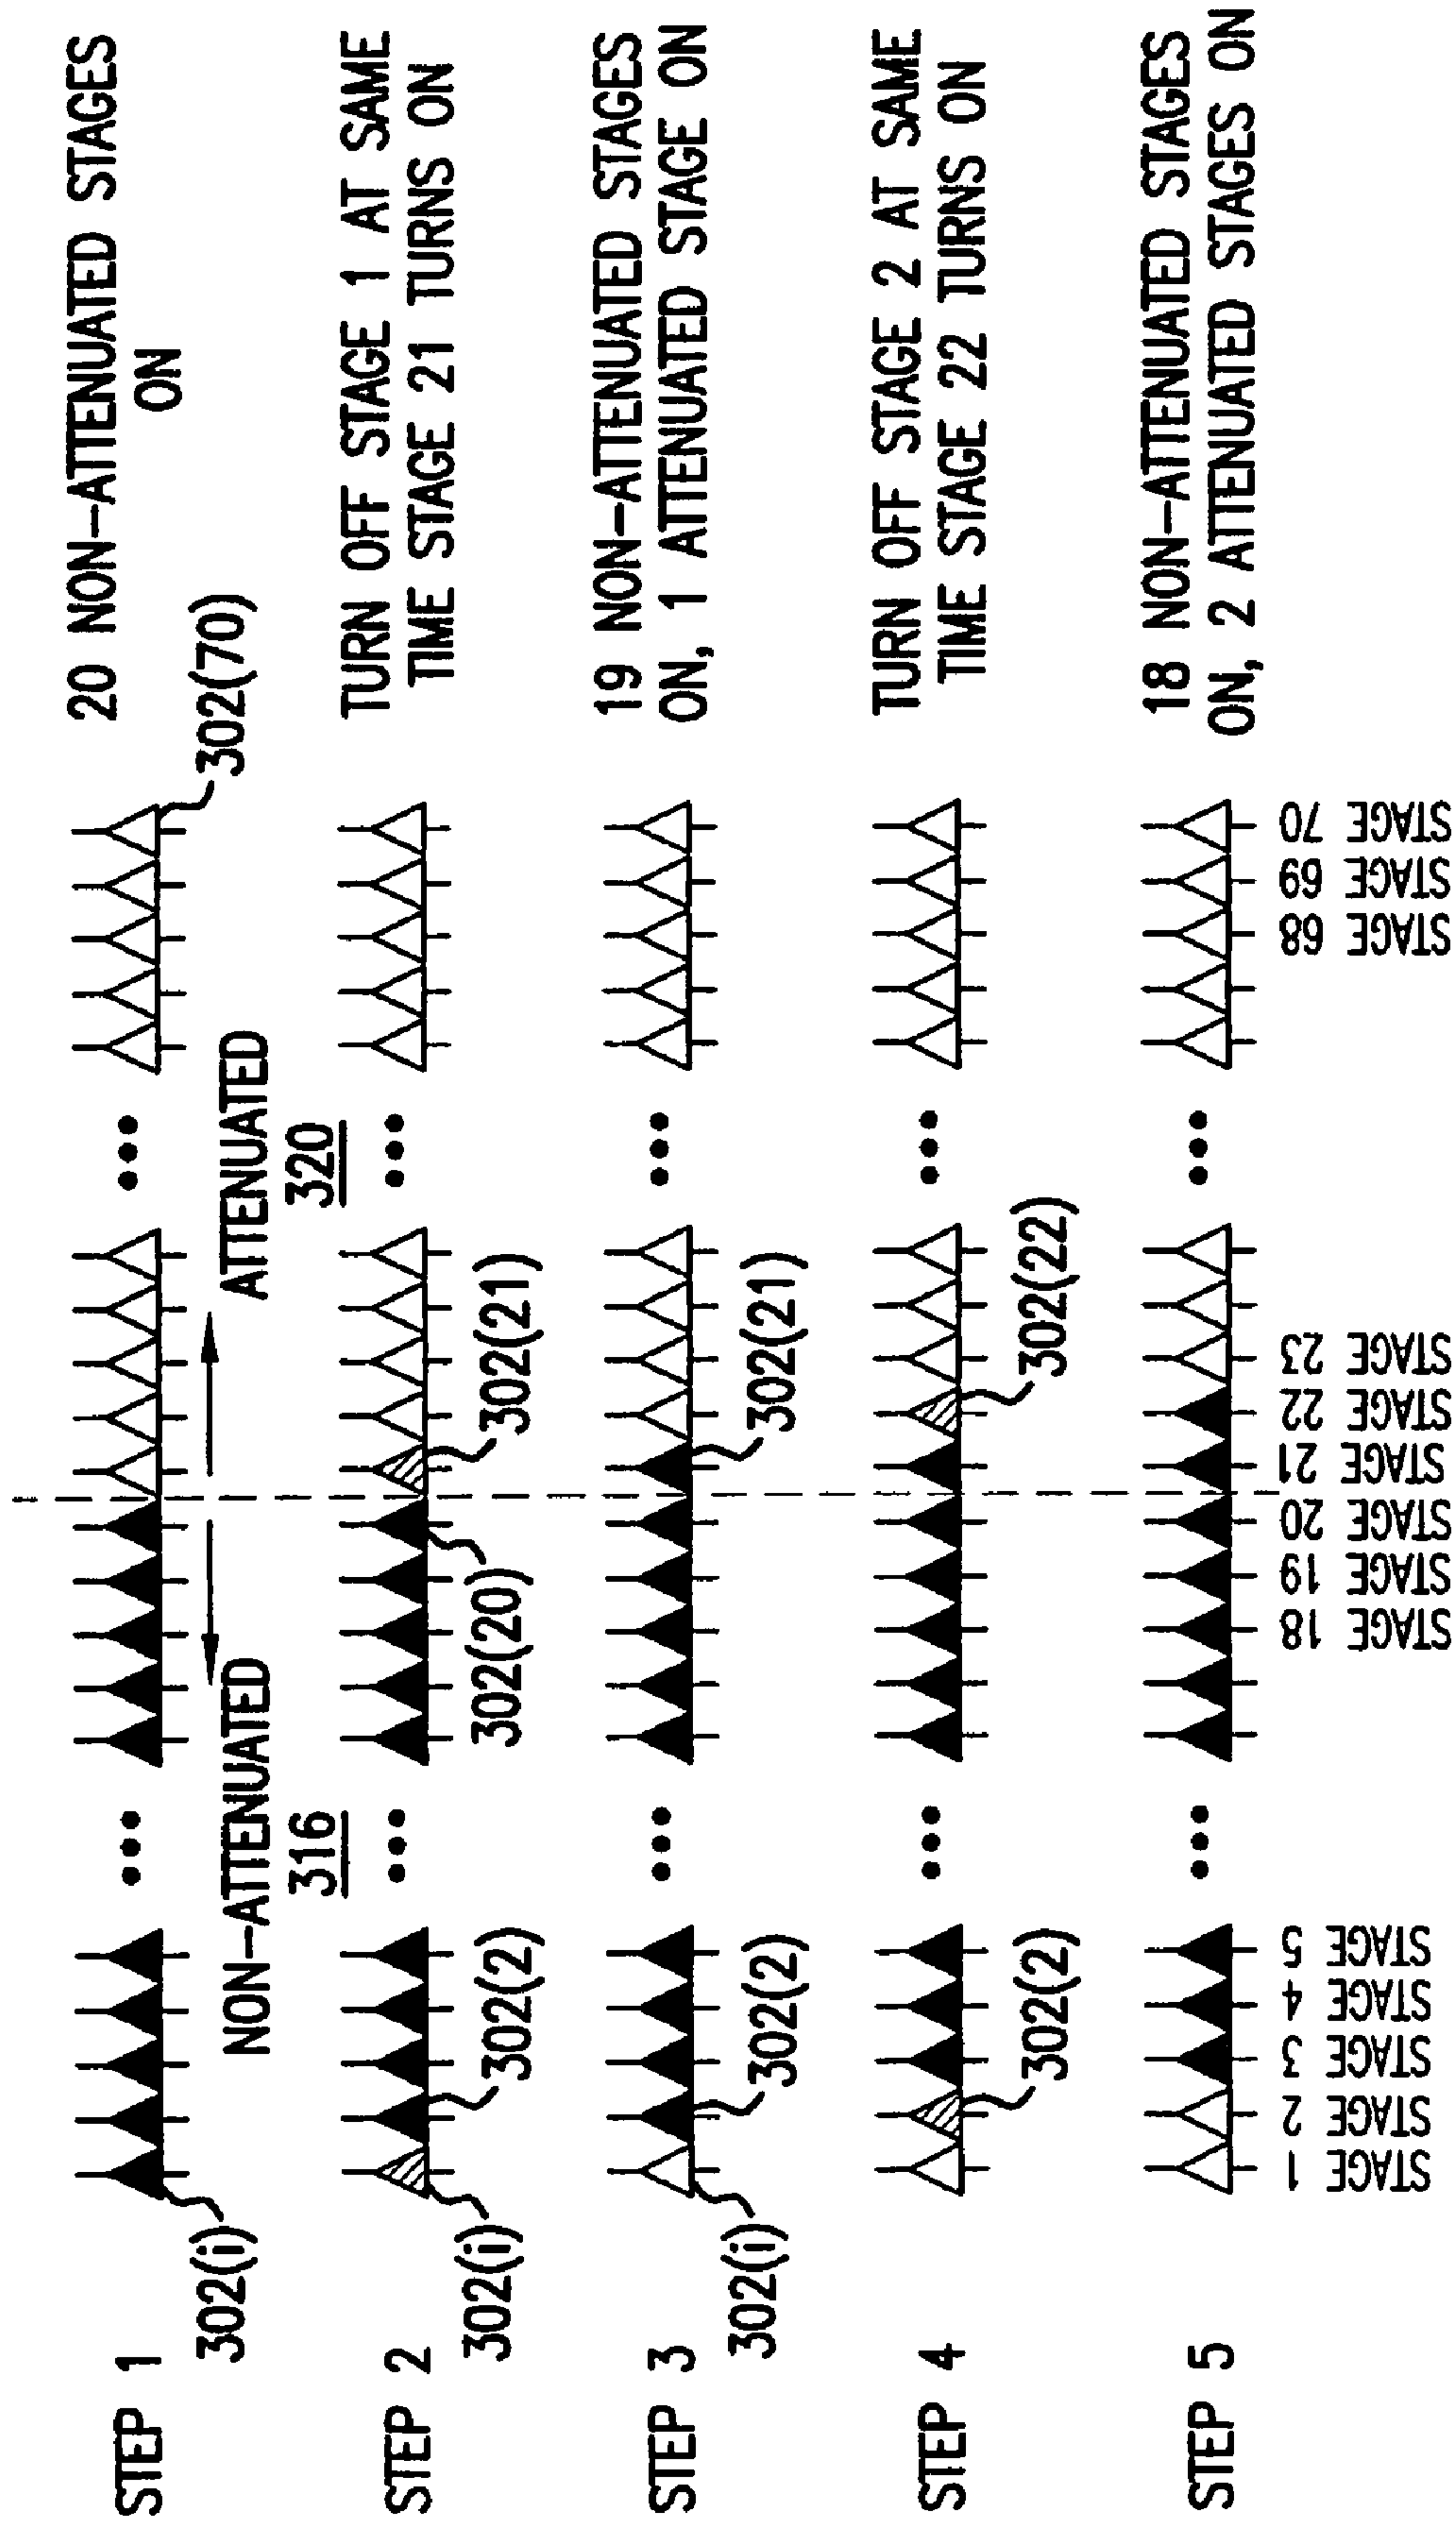 STEP 1
302(i)
NON-ATTENUATED
316
ATTENUATED
320
302(70)
20 NON-ATTENUATED STAGES
ON
STEP 2
302(i)
302(2)
302(20)
302(21)
TURN OFF STAGE 1 AT SAME
TIME STAGE 21 TURNS ON
STEP 3
302(i)
302(2)
302(21)
19 NON-ATTENUATED STAGES
ON, 1 ATTENUATED STAGE ON
STEP 4
302(2)
302(22)
TURN OFF STAGE 2 AT SAME
TIME STAGE 22 TURNS ON
STEP 5
18 NON-ATTENUATED STAGES
ON, 2 ATTENUATED STAGES ON
STAGE 1
STAGE 2
STAGE 3
STAGE 4
STAGE 5
STAGE 18
STAGE 19
STAGE 20
STAGE 21
STAGE 22
STAGE 23
STAGE 68
STAGE 69
STAGE 70